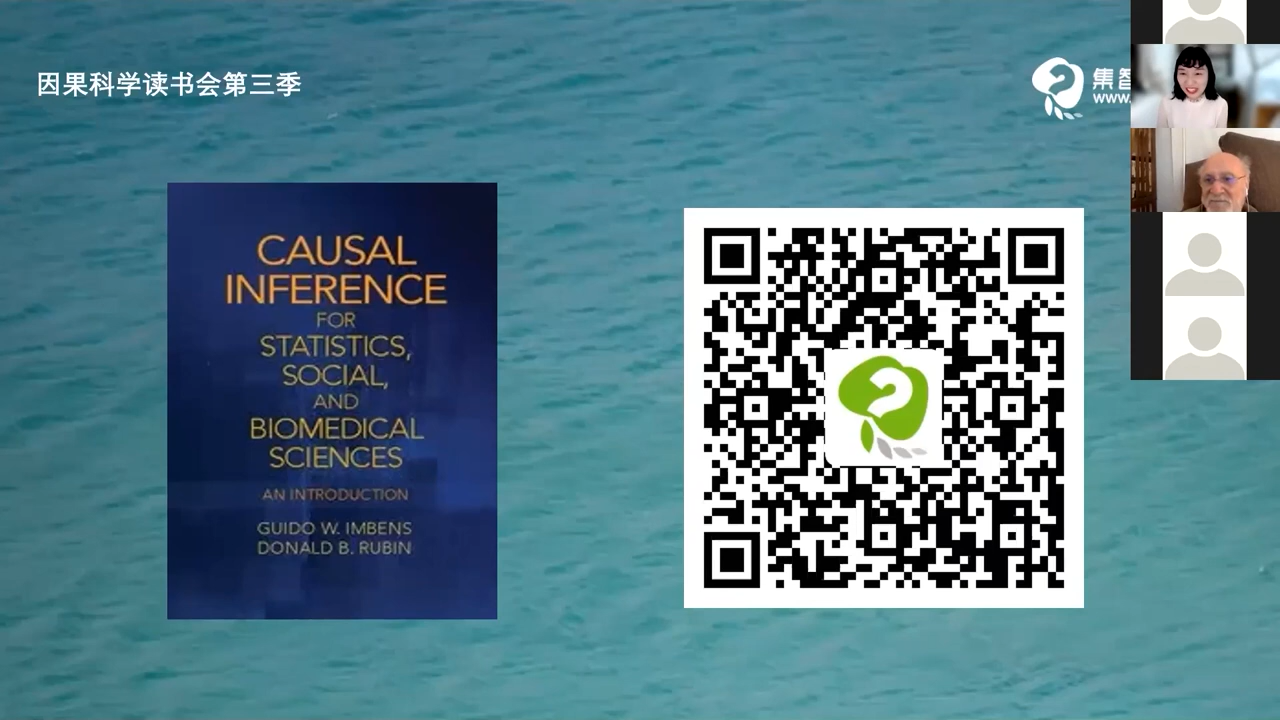 因果科学读书会第三季
集智
www.
CAUSAL
INFERENCE
FOR
STATISTICS,
SOCIAL,
AND
BIOMEDICAL
SCIENCES
AN INTRODUCTION
GUIDO W. IMBENS
DONALD B. RUBIN